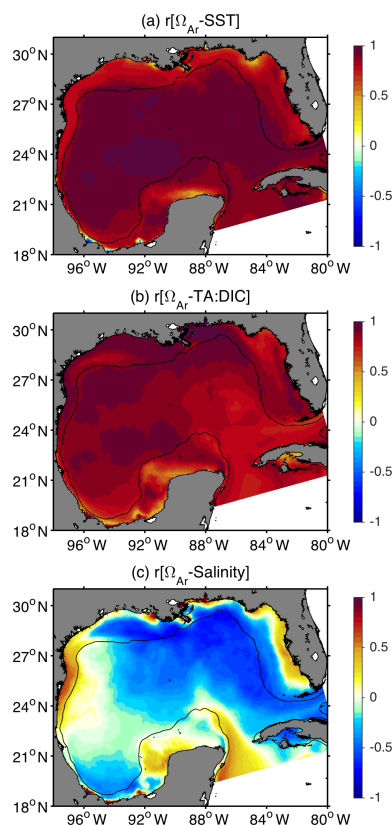 (a) r[Ω_Ar-SST]
30°N
27°N
24°N
21°N
18°N
96°W 92°W 88°W 84°W 80°W
1
0.5
0
-0.5
-1
(b) r[Ω_Ar-TA:DIC]
30°N
27°N
24°N
21°N
18°N
96°W 92°W 88°W 84°W 80°W
1
0.5
0
-0.5
-1
(c) r[Ω_Ar-Salinity]
30°N
27°N
24°N
21°N
18°N
96°W 92°W 88°W 84°W 80°W
1
0.5
0
-0.5
-1